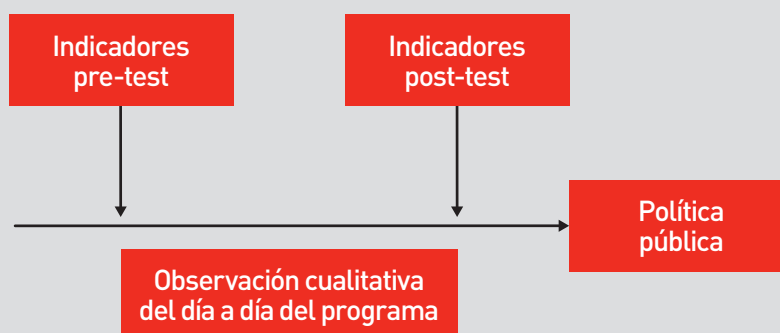 Indicadores
pre-test
Indicadores
post-test
Política
pública
Observación cualitativa
del día a día del programa